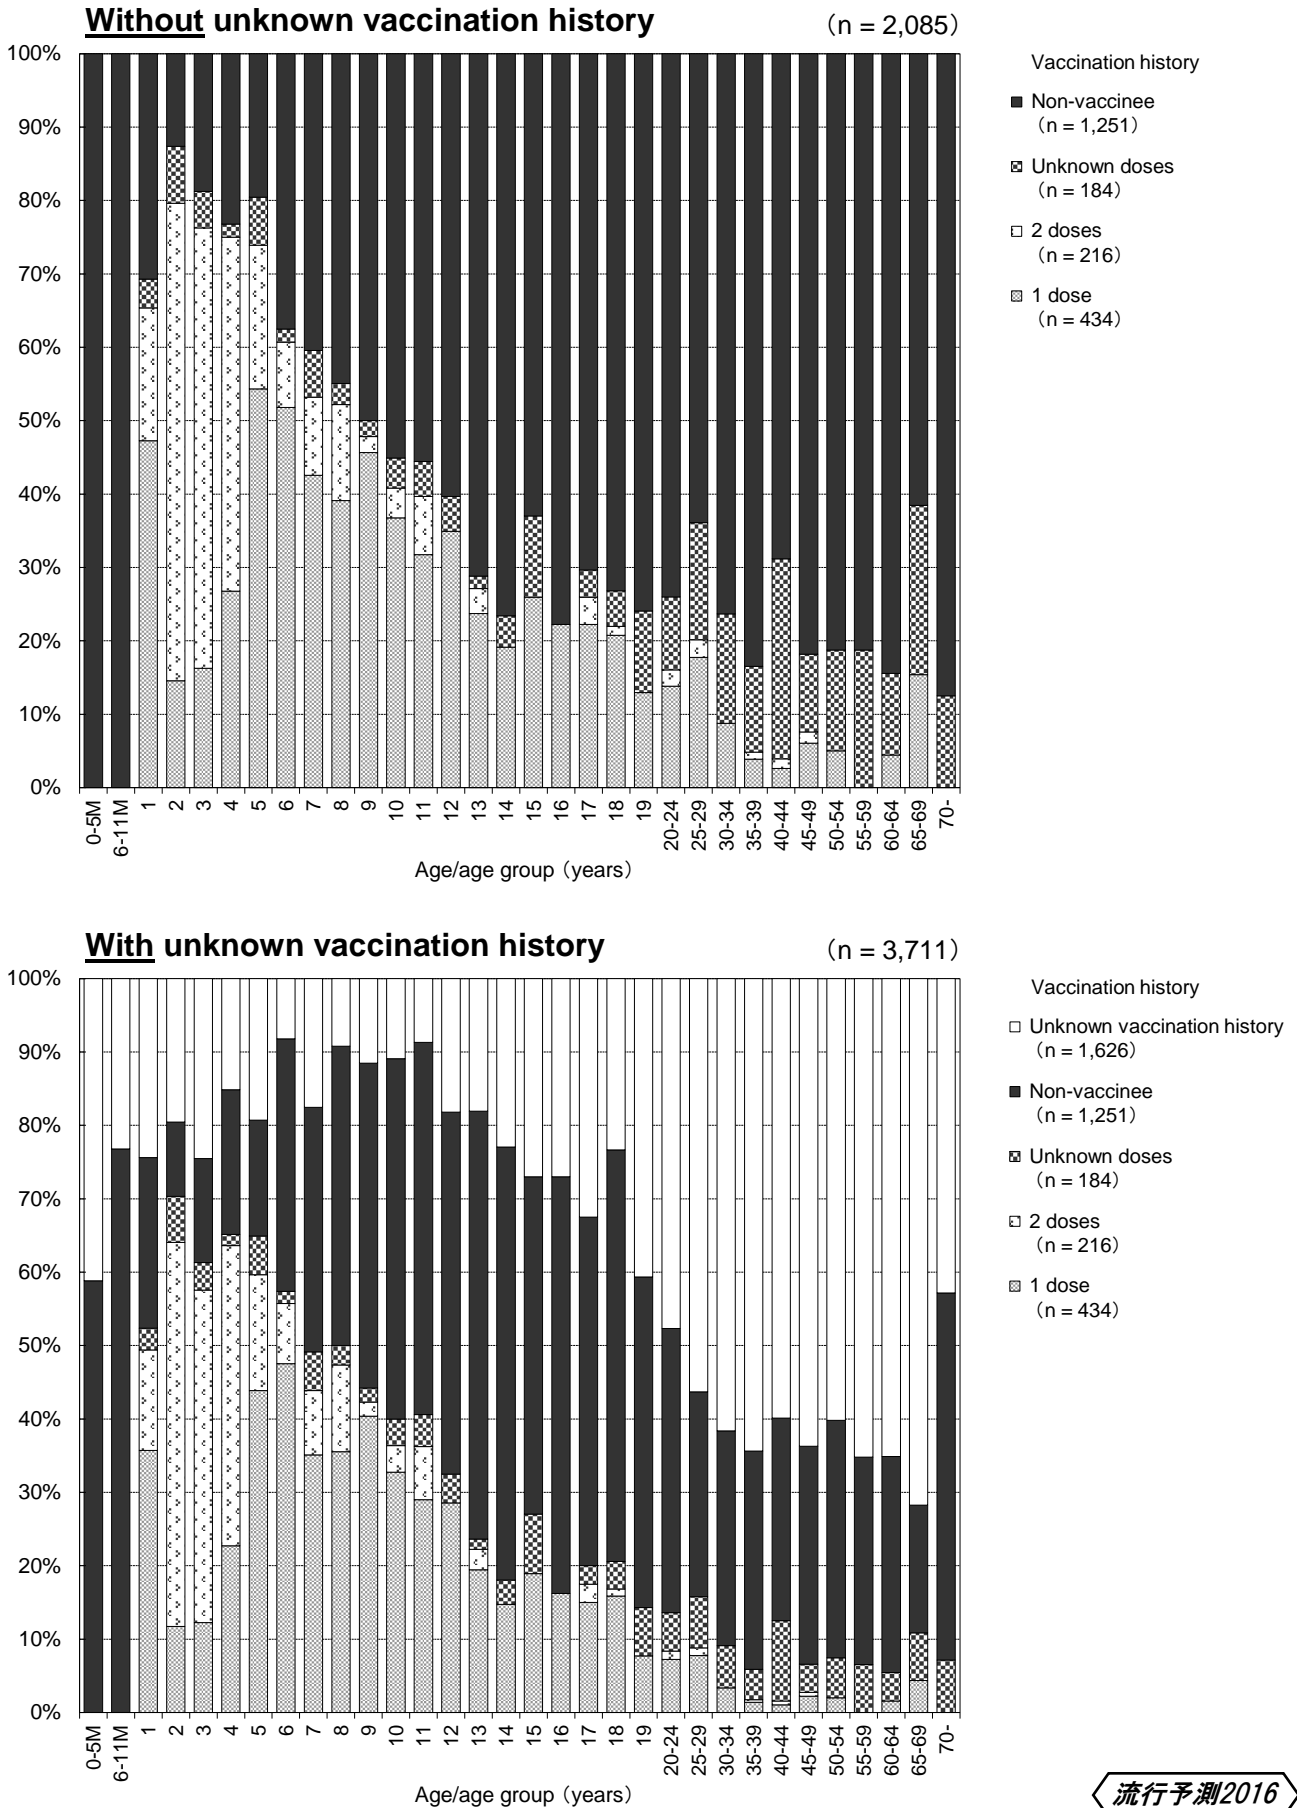 Without unknown vaccination history (n = 2,085)
100%
90%
80%
70%
60%
50%
40%
30%
20%
10%
0%
0-5M 6-11M 1 2 3 4 5 6 7 8 9 10 11 12 13 14 15 16 17 18 19 20-24 25-29 30-34 35-39 40-44 45-49 50-54 55-59 60-64 65-69 70-
Age/age group (years)
Vaccination history
Non-vaccinee
(n = 1,251)
Unknown doses
(n = 184)
2 doses
(n = 216)
1 dose
(n = 434)
With unknown vaccination history (n = 3,711)
100%
90%
80%
70%
60%
50%
40%
30%
20%
10%
0%
0-5M 6-11M 1 2 3 4 5 6 7 8 9 10 11 12 13 14 15 16 17 18 19 20-24 25-29 30-34 35-39 40-44 45-49 50-54 55-59 60-64 65-69 70-
Age/age group (years)
Vaccination history
Unknown vaccination history
(n = 1,626)
Non-vaccinee
(n = 1,251)
Unknown doses
(n = 184)
2 doses
(n = 216)
1 dose
(n = 434)
流行予測2016